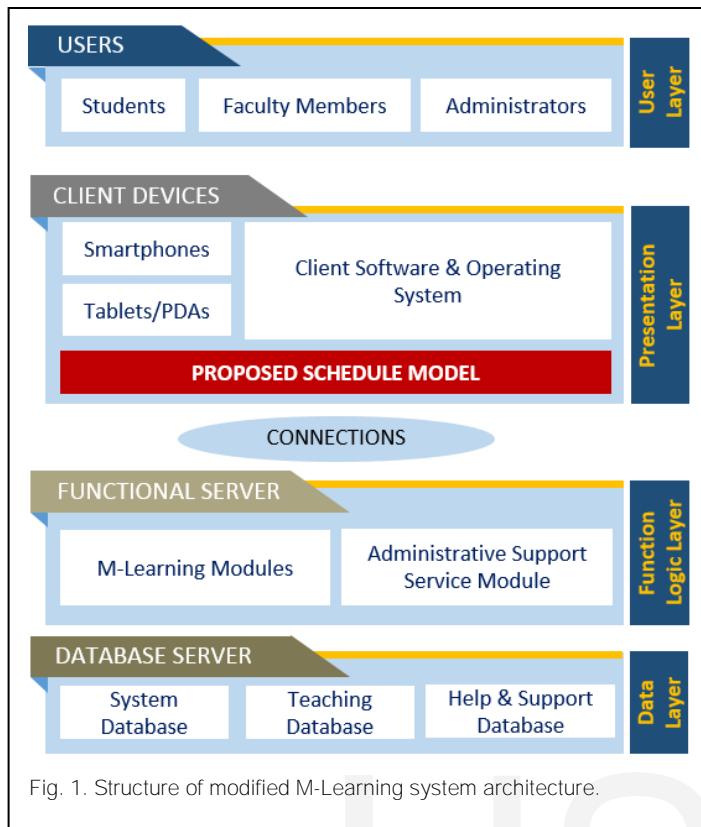 USERS
Students
Faculty Members
Administrators
User
Layer
CLIENT DEVICES
Smartphones
Tablets/PDAs
Client Software & Operating
System
PROPOSED SCHEDULE MODEL
Presentation
Layer
CONNECTIONS
FUNCTIONAL SERVER
M-Learning Modules
Administrative Support
Service Module
Function
Logic Layer
DATABASE SERVER
System
Database
Teaching
Database
Help & Support
Database
Data
Layer
Fig. 1. Structure of modified M-Learning system architecture.